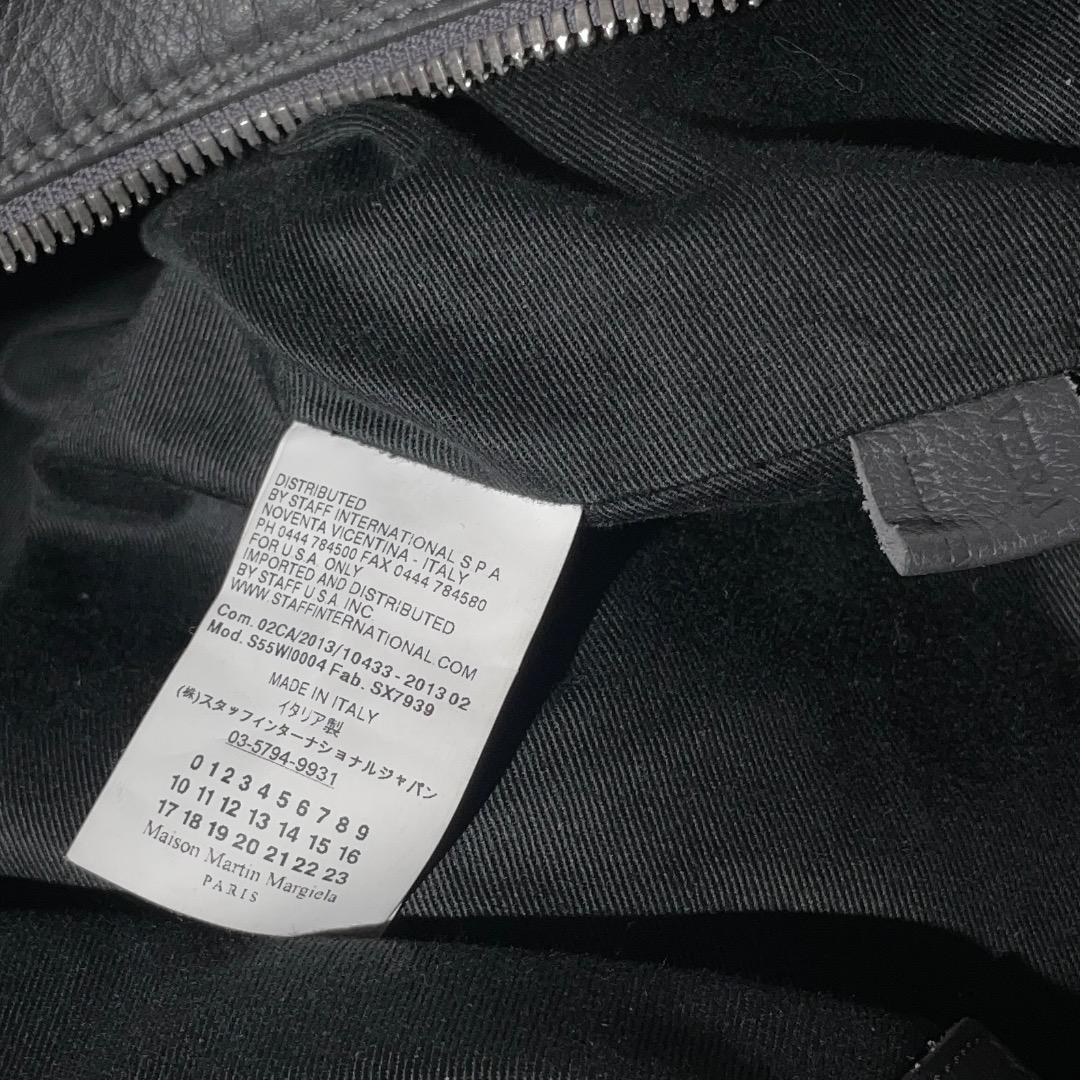 DISTRIBUTED
BY STAFF INTERNATIONAL S.P.A
NOVENTA VICENTINA - ITALY
PH 0444 784500 FAX 0444 784580
FOR U.S.A. ONLY
IMPORTED AND DISTRIBUTED
BY STAFF U.S.A. INC.
WWW.STAFFINTERNATIONAL.COM
Com. 02CA/2013/10433 - 2013 02
Mod. S55WI0004 Fab. SX7939
MADE IN ITALY
イタリア製
(株)スタッフインターナショナルジャパン
03-5794-9931
0 1 2 3 4 5 6 7 8 9
10 11 12 13 14 15 16
17 18 19 20 21 22 23
Maison Martin Margiela
PARIS